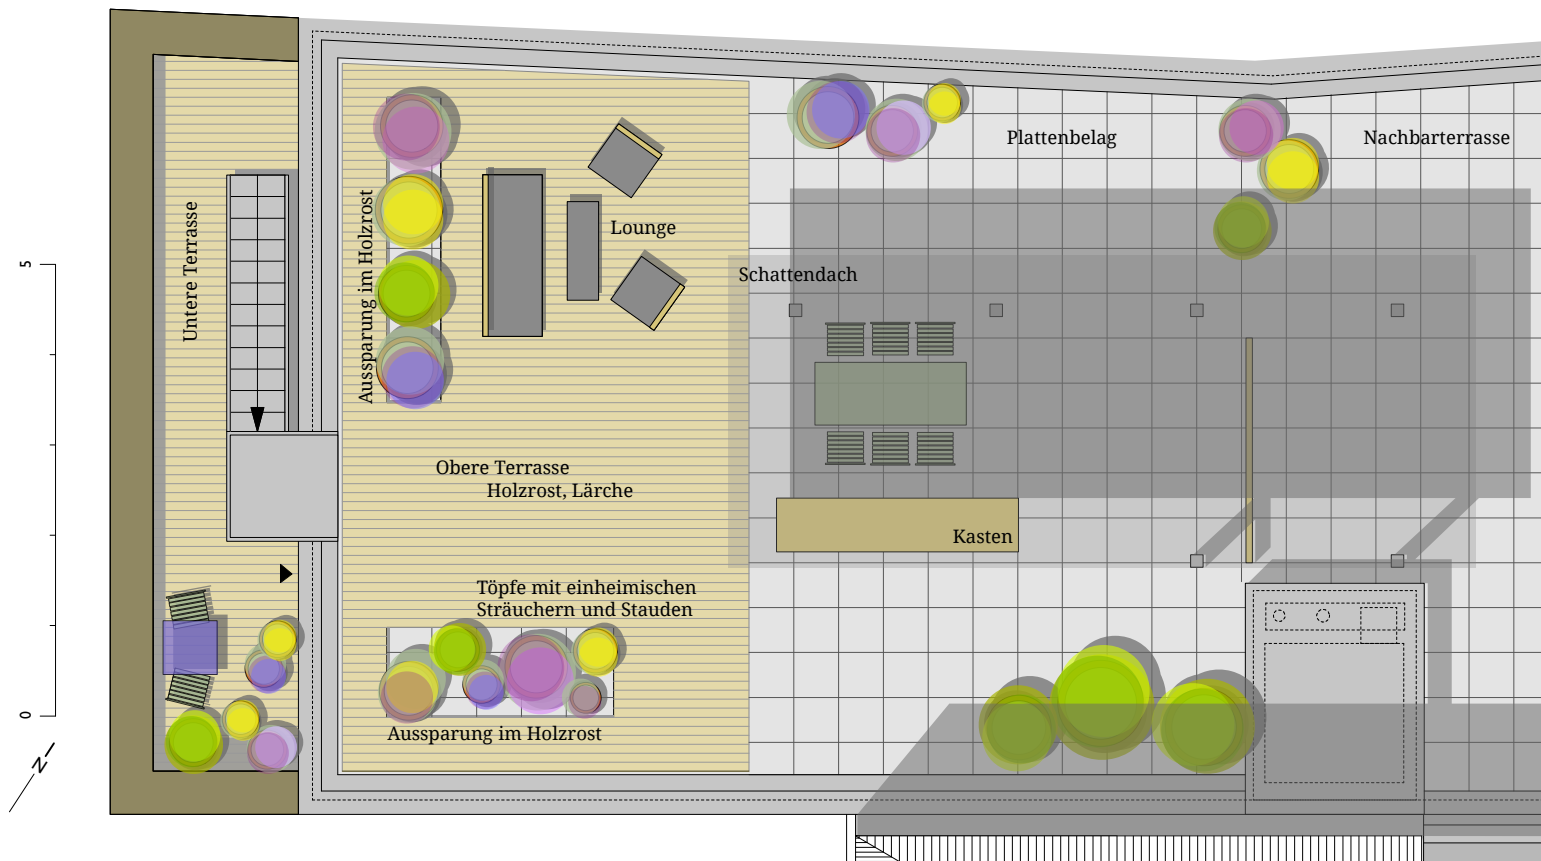 Plattenbelag
Nachbarterrasse
Untere Terrasse
Aussparung im Holzrost
Lounge
Schattendach
5
Obere Terrasse
Holzrost, Lärche
Kasten
Töpfe mit einheimischen
Sträuchern und Stauden
Aussparung im Holzrost
0
N